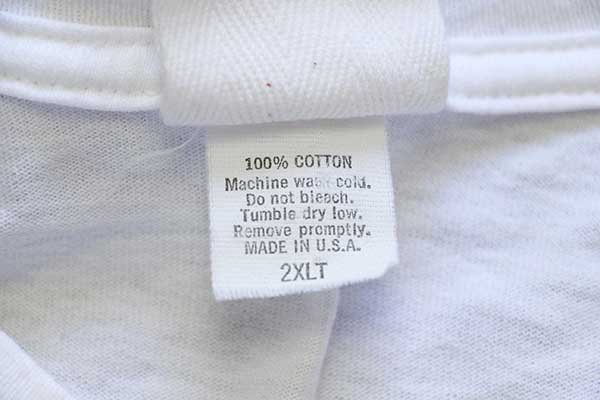 100% COTTON
Machine wash cold.
Do not bleach.
Tumble dry low.
Remove promptly.
MADE IN U.S.A.
2XLT